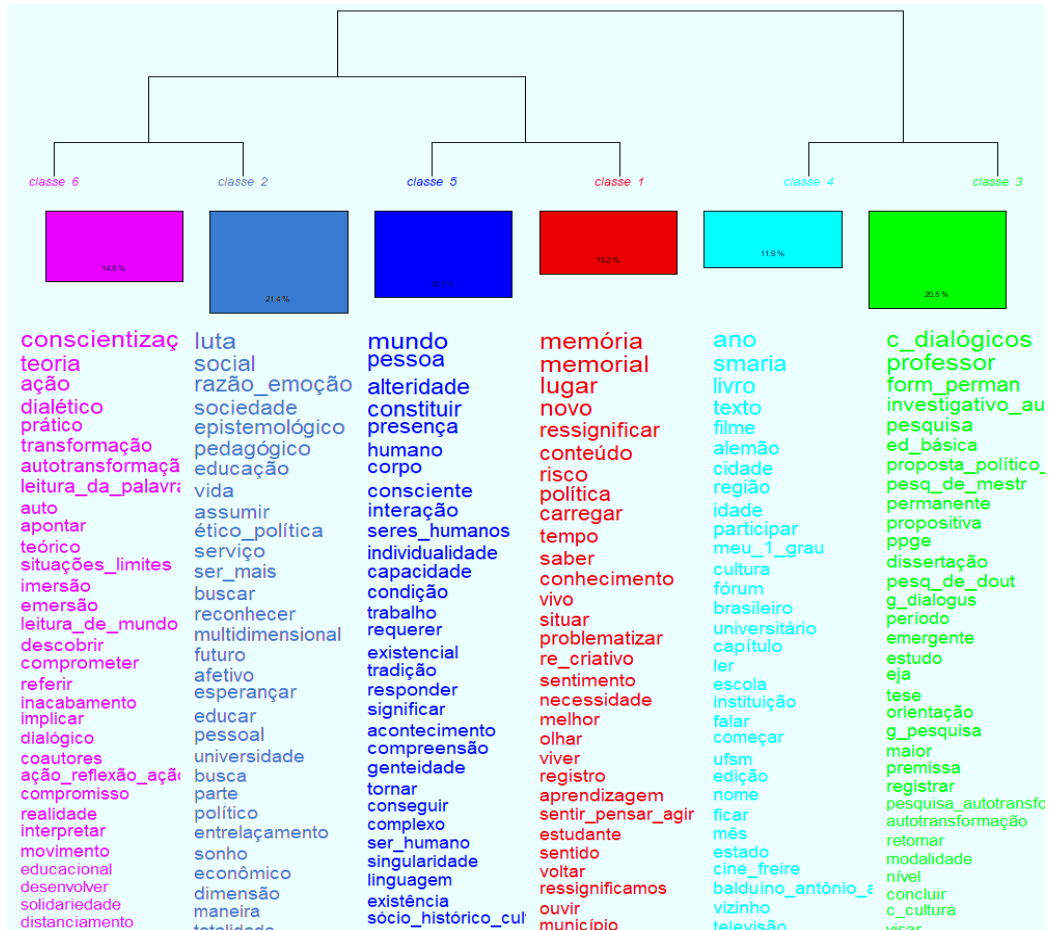 classe 6
classe 2
classe 5
classe 1
classe 4
classe 3
21.4 %
13.2 %
11.9 %
20.5 %
conscientizaç
teoria
ação
dialético
prático
transformação
autotransformaçã
leitura_da_palavra
auto
apontar
teórico
situações_limites
imersão
emersão
leitura_de_mundo
descobrir
comprometer
referir
inacabamento
implicar
dialógico
coautores
ação_reflexão_açã
compromisso
realidade
interpretar
movimento
educacional
desenvolver
solidariedade
distanciamento
luta
social
razão_emoção
sociedade
epistemológico
pedagógico
educação
vida
assumir
ético_política
serviço
ser_mais
buscar
reconhecer
multidimensional
futuro
afetivo
esperançar
educar
pessoal
universidade
busca
parte
político
entrelaçamento
sonho
econômico
dimensão
maneira
totalidade
mundo
pessoa
alteridade
constituir
presença
humano
corpo
consciente
interação
seres_humanos
individualidade
capacidade
condição
trabalho
requerer
existencial
tradição
responder
significar
acontecimento
compreensão
genteidade
tornar
conseguir
complexo
ser_humano
singularidade
linguagem
existência
sócio_histórico_cul
memória
memorial
lugar
novo
ressignificar
conteúdo
risco
política
carregar
tempo
saber
conhecimento
vivo
situar
problematizar
re_criativo
sentimento
necessidade
melhor
olhar
viver
registro
aprendizagem
sentir_pensar_agir
estudante
sentido
voltar
ressignificamos
ouvir
município
ano
smaria
livro
texto
filme
alemão
cidade
região
idade
participar
meu_1_grau
cultura
fórum
brasileiro
universitário
capítulo
ler
escola
instituição
falar
começar
ufsm
edição
nome
ficar
mês
estado
cine_freire
balduíno_antônio_a
vizinho
televisão
c_dialógicos
professor
form_perman
investigativo_au
pesquisa
ed_básica
proposta_político_
pesq_de_mestr
permanente
propositiva
ppge
dissertação
pesq_de_dout
g_dialogus
período
emergente
estudo
eja
tese
orientação
g_pesquisa
maior
premissa
registrar
pesquisa_autotransfo
autotransformação
retomar
modalidade
nível
concluir
c_cultura
visar